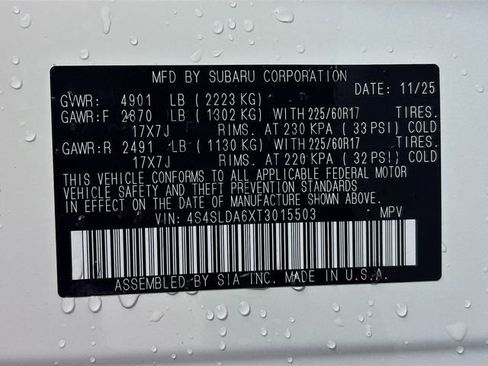 MFD BY SUBARU CORPORATION
DATE: 11/25
GVWR: 4901 LB (2223 KG)
GAWR:F 2870 LB (1302 KG) WITH 225/60R17 TIRES.
17X7J RIMS. AT 230 KPA (33 PSI) COLD
GAWR:R 2491 LB (1130 KG) WITH 225/60R17 TIRES.
17X7J RIMS. AT 220 KPA (32 PSI) COLD
THIS VEHICLE CONFORMS TO ALL APPLICABLE FEDERAL MOTOR
VEHICLE SAFETY AND THEFT PREVENTION STANDARDS
IN EFFECT ON THE DATE OF MANUFACTURE SHOWN ABOVE.
VIN: 4S4SLDA6XT3015503 MPV
ASSEMBLED BY SIA INC. MADE IN U.S.A.